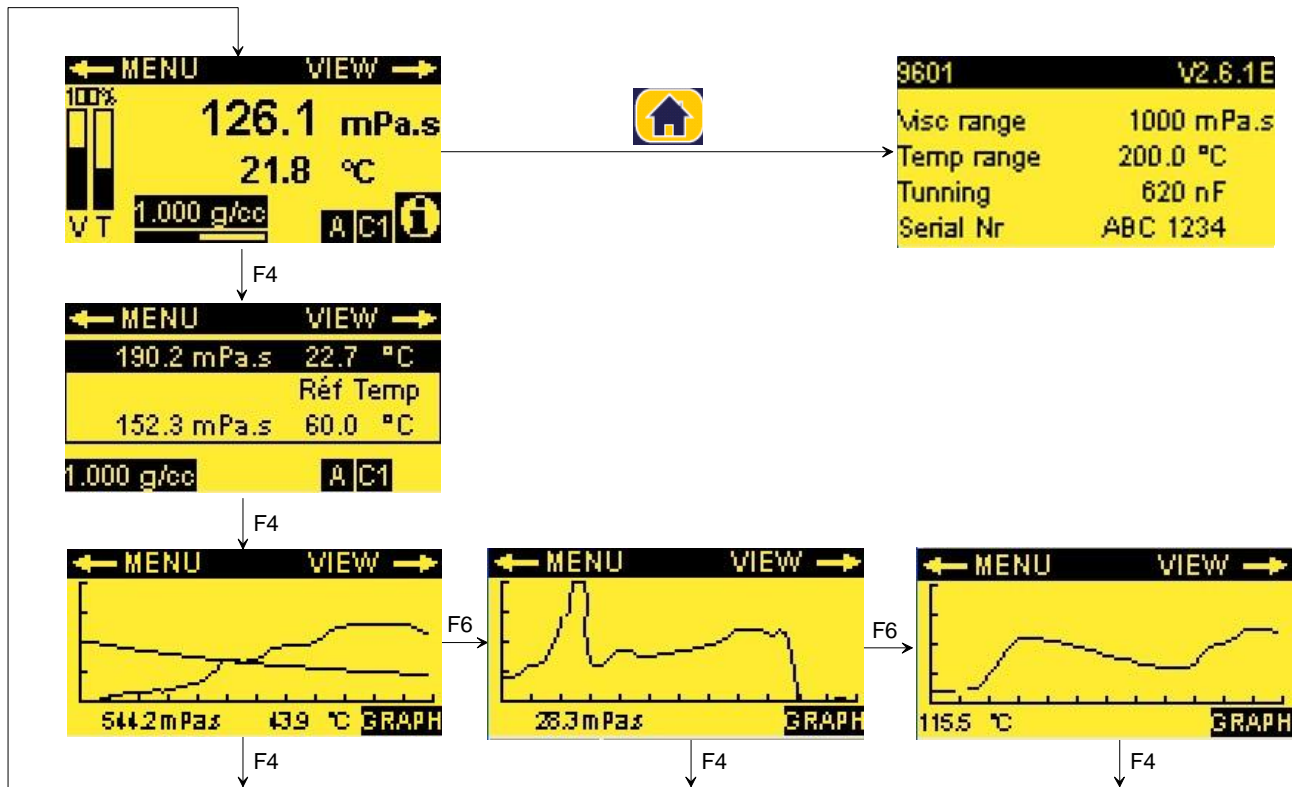 MENU VIEW
100%
126.1 mPa.s
21.8 °C
V T 1.000 g/cc A C1 i
9601 V2.6.1E
Visc range 1000 mPa.s
Temp range 200.0 °C
Tunning 620 nF
Serial Nr ABC 1234
F4
MENU VIEW
190.2 mPa.s 22.7 °C
Réf Temp
152.3 mPa.s 60.0 °C
1.000 g/cc A C1
F4
MENU VIEW
544.2 mPa.s 43.9 °C GRAPH
F6
MENU VIEW
28.3 mPa.s GRAPH
F6
MENU VIEW
115.5 °C GRAPH
F4
F4
F4